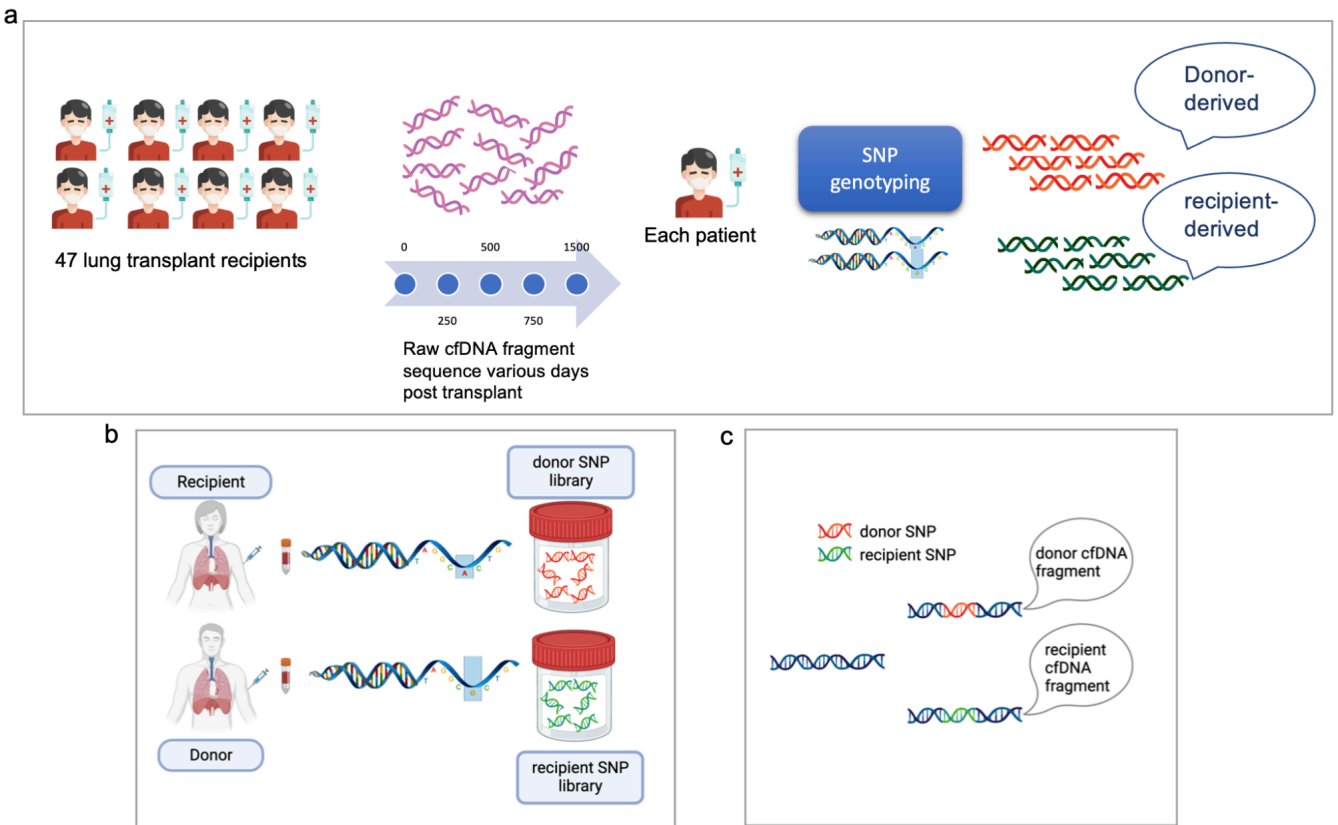 a
47 lung transplant recipients
0 500 1500
250 750
Raw cfDNA fragment
sequence various days
post transplant
Each patient
SNP
genotyping
Donor-
derived
recipient-
derived
b
Recipient
donor SNP
library
T A G C A C T G
Donor
T A G C G C T G
recipient SNP
library
c
donor SNP
recipient SNP
donor cfDNA
fragment
recipient
cfDNA
fragment